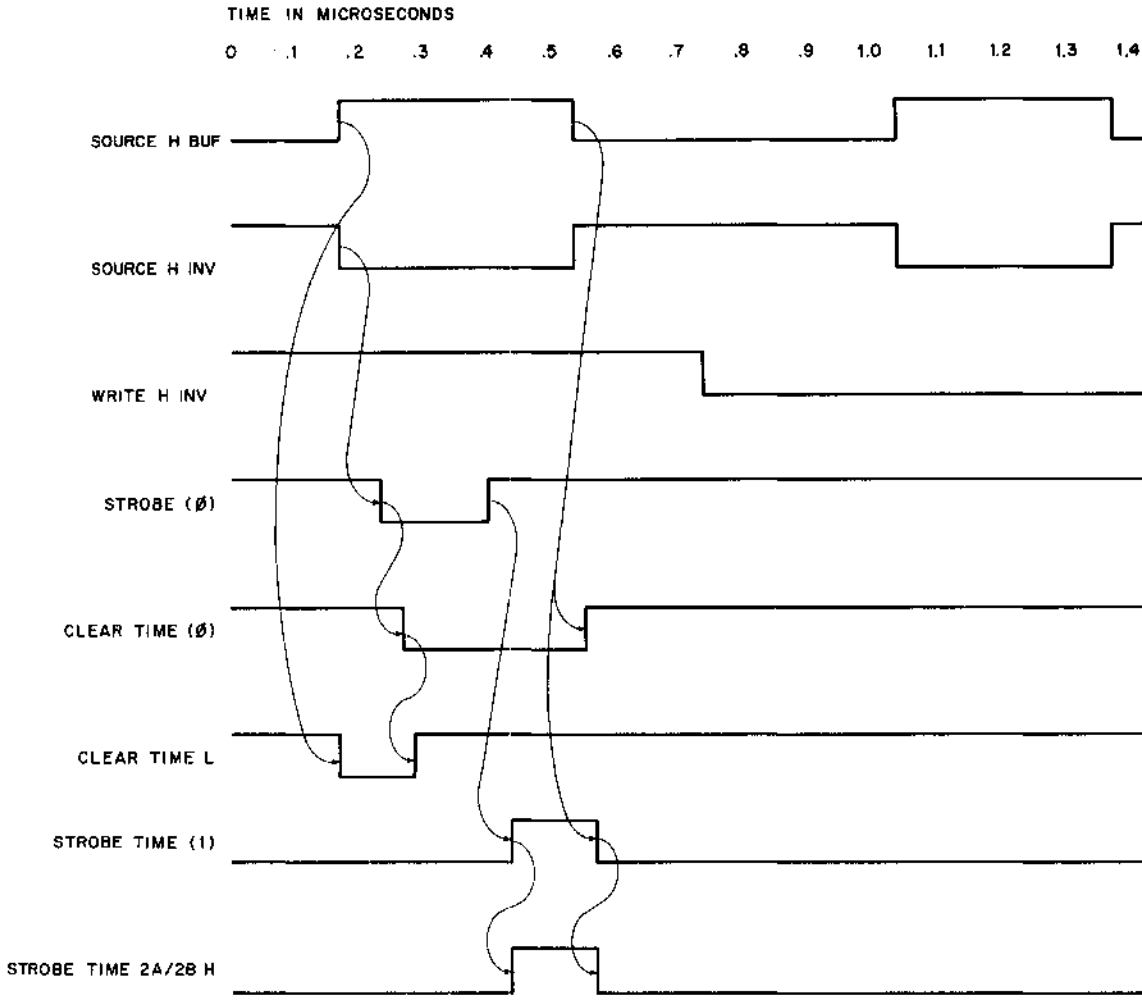 TIME IN MICROSECONDS
0 .1 .2 .3 .4 .5 .6 .7 .8 .9 1.0 1.1 1.2 1.3 1.4
SOURCE H BUF
SOURCE H INV
WRITE H INV
STROBE (Ø)
CLEAR TIME (Ø)
CLEAR TIME L
STROBE TIME (1)
STROBE TIME 2A/2B H